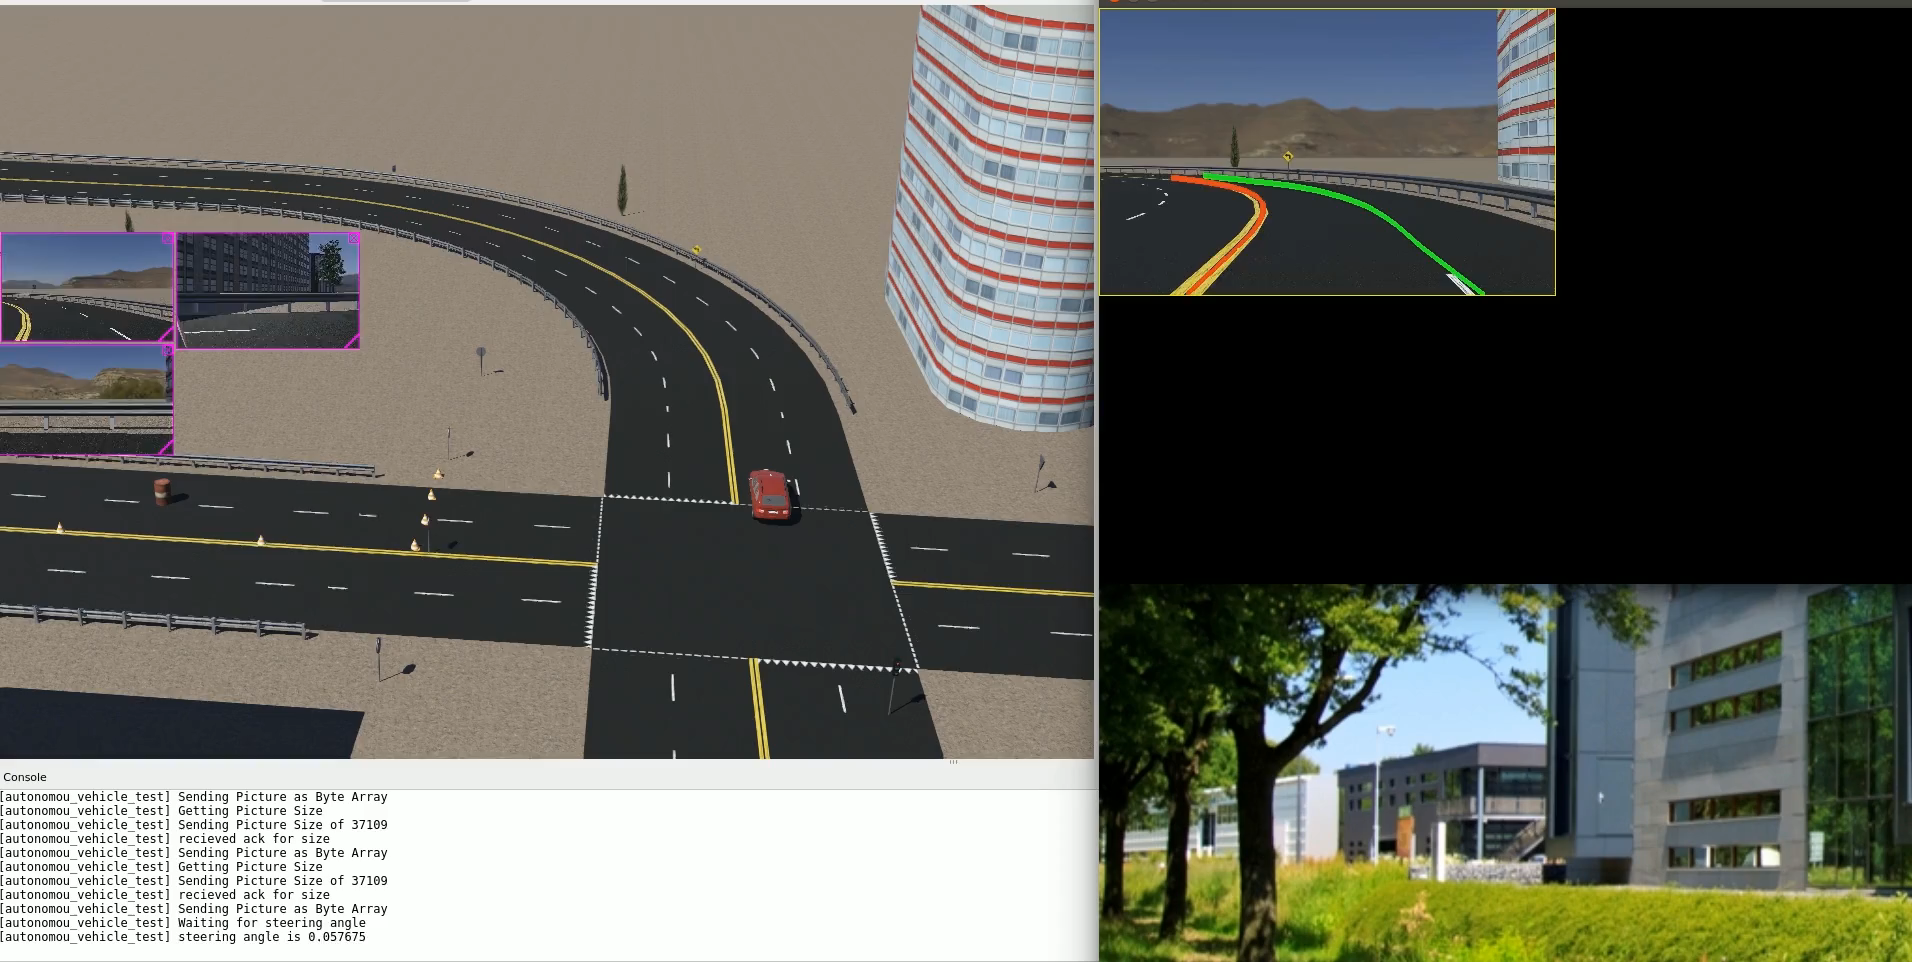 Console
[autonomou_vehicle_test] Sending Picture as Byte Array
[autonomou_vehicle_test] Getting Picture Size
[autonomou_vehicle_test] Sending Picture Size of 37109
[autonomou_vehicle_test] recieved ack for size
[autonomou_vehicle_test] Sending Picture as Byte Array
[autonomou_vehicle_test] Getting Picture Size
[autonomou_vehicle_test] Sending Picture Size of 37109
[autonomou_vehicle_test] recieved ack for size
[autonomou_vehicle_test] Sending Picture as Byte Array
[autonomou_vehicle_test] Waiting for steering angle
[autonomou_vehicle_test] steering angle is 0.057675